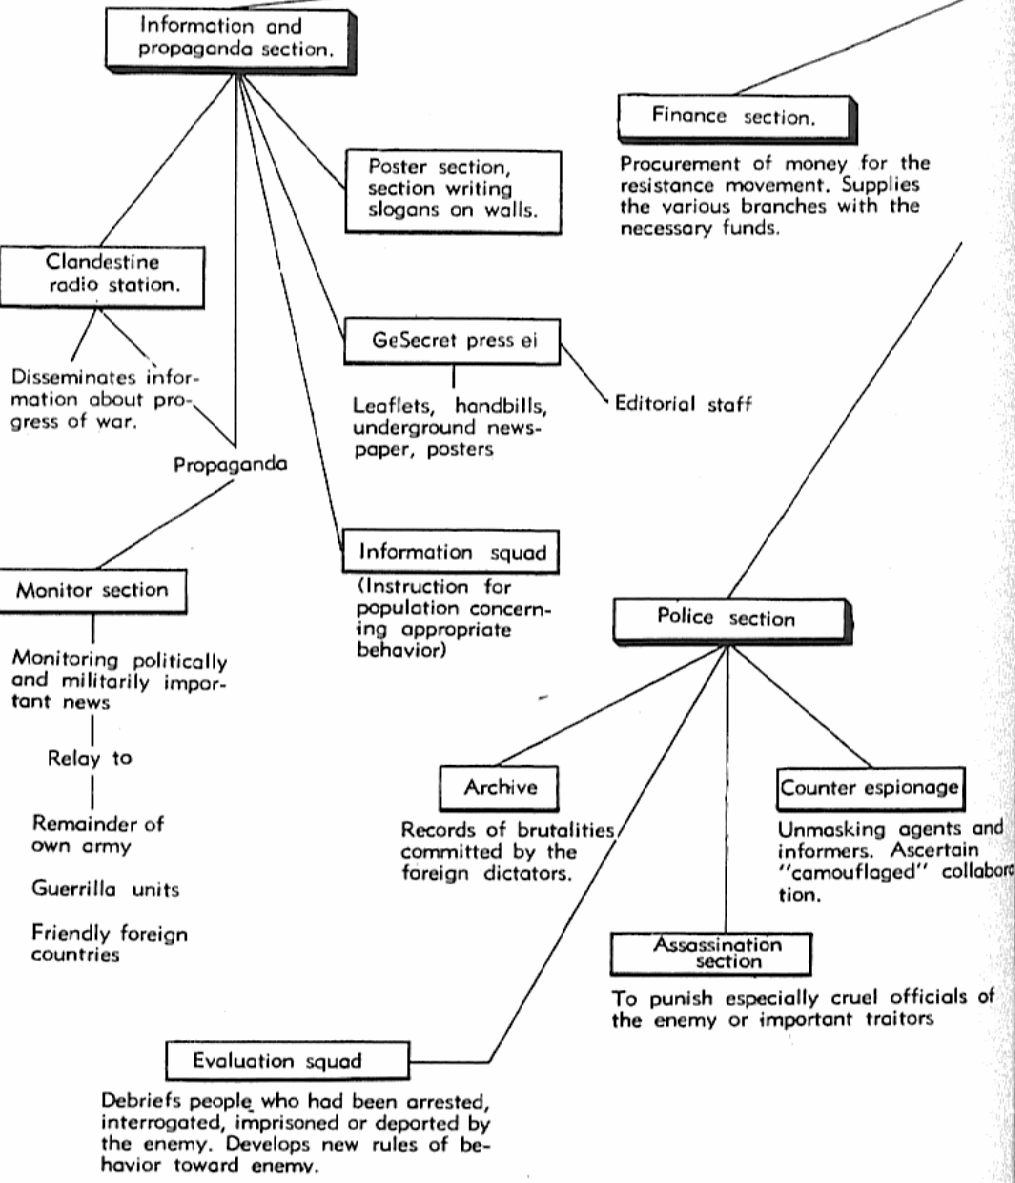 Information and
propaganda section.
Finance section.
Procurement of money for the
resistance movement. Supplies
the various branches with the
necessary funds.
Poster section,
section writing
slogans on walls.
Clandestine
radio station.
Disseminates infor-
mation about pro-
gress of war.
GeSecret press ei
Leaflets, handbills,
underground news-
paper, posters
Editorial staff
Propaganda
Information squad
(Instruction for
population concern-
ing appropriate
behavior)
Monitor section
Monitoring politically
and militarily impor-
tant news
Relay to
Remainder of
own army
Guerrilla units
Friendly foreign
countries
Police section
Archive
Records of brutalities
committed by the
foreign dictators.
Counter espionage
Unmasking agents and
informers. Ascertain
"camouflaged" collabora
tion.
Assassination
section
To punish especially cruel officials of
the enemy or important traitors
Evaluation squad
Debriefs people who had been arrested,
interrogated, imprisoned or deported by
the enemy. Develops new rules of be-
havior toward enemy.